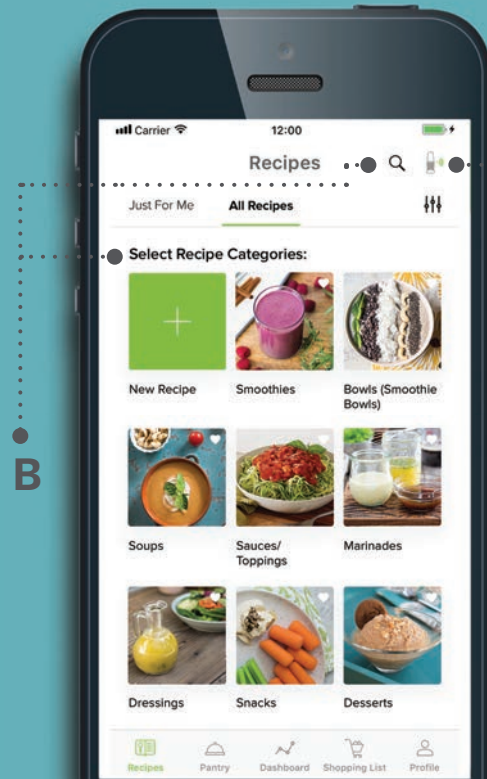 Carrier 12:00
Recipes
Just For Me All Recipes
Select Recipe Categories:
New Recipe Smoothies Bowls (Smoothie
Bowls)
B
Soups Sauces/ Marinades
Toppings
Dressings Snacks Desserts
Recipes Pantry Dashboard Shopping List Profile